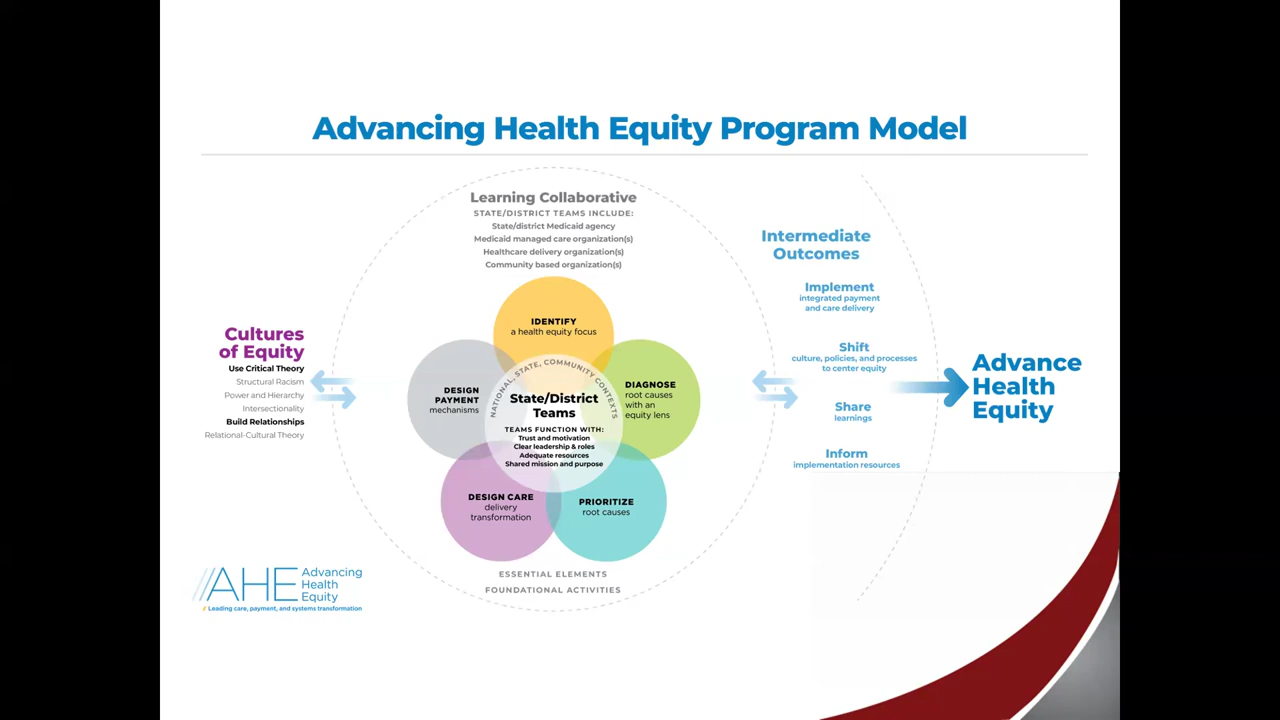 Advancing Health Equity Program Model
Learning Collaborative
STATE/DISTRICT TEAMS INCLUDE:
State/district Medicaid agency
Medicaid managed care organization(s)
Healthcare delivery organization(s)
Community based organization(s)
Cultures
of Equity
Use Critical Theory
Structural Racism
Power and Hierarchy
Intersectionality
Build Relationships
Relational-Cultural Theory
IDENTIFY
a health equity focus
DIAGNOSE
root causes
with an
equity lens
PRIORITIZE
root causes
DESIGN CARE
delivery
transformation
DESIGN
PAYMENT
mechanisms
NATIONAL, STATE, COMMUNITY CONTEXTS
State/District
Teams
TEAMS FUNCTION WITH:
Trust and motivation
Clear leadership & roles
Adequate resources
Shared mission and purpose
ESSENTIAL ELEMENTS
FOUNDATIONAL ACTIVITIES
Intermediate
Outcomes
Implement
integrated payment
and care delivery
Shift
culture, policies, and processes
to center equity
Share
learnings
Inform
implementation resources
Advance
Health
Equity
AHE
Advancing
Health
Equity
Leading care, payment, and systems transformation